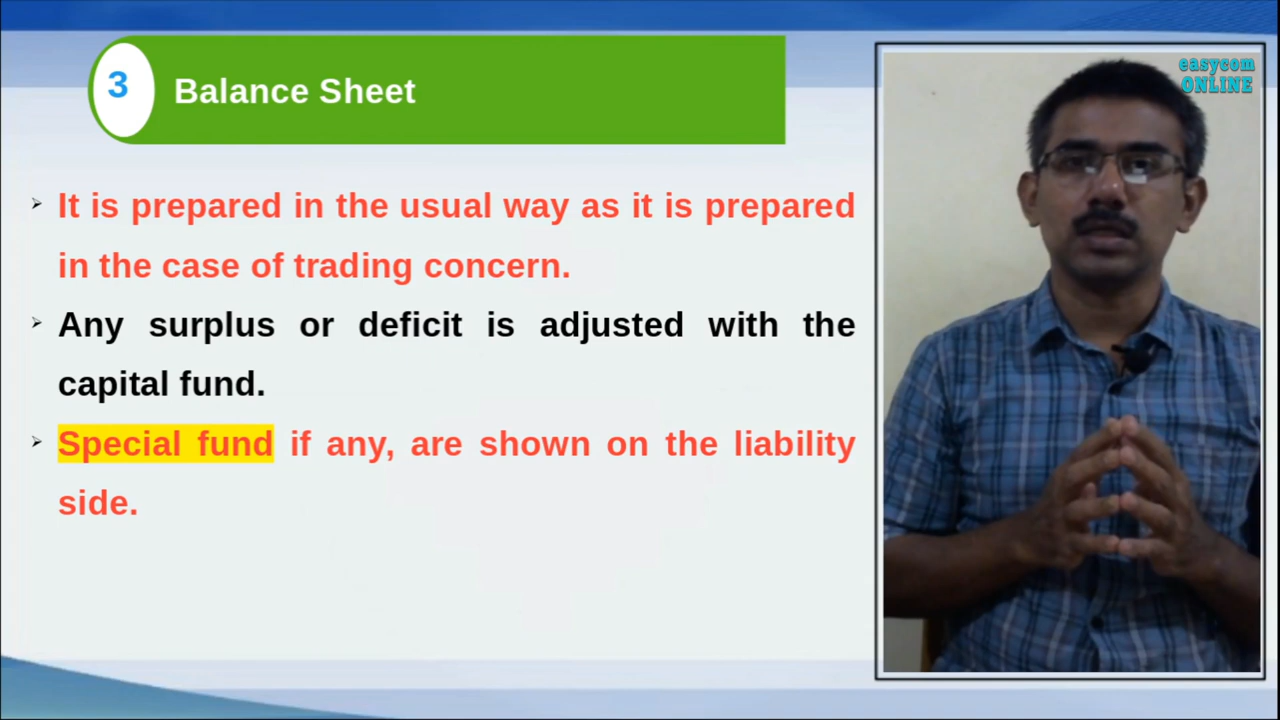 3
Balance Sheet
It is prepared in the usual way as it is prepared
in the case of trading concern.
Any surplus or deficit is adjusted with the
capital fund.
Special fund if any, are shown on the liability
side.
easycom
ONLINE